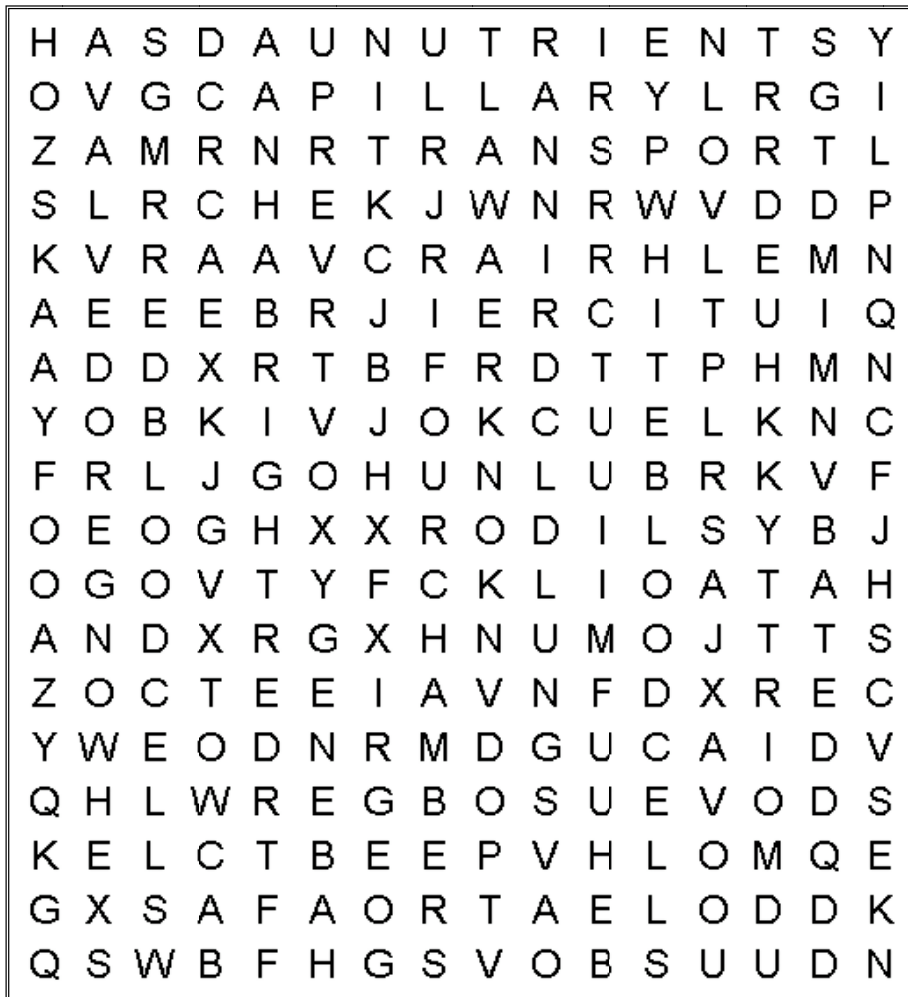 H A S D A U N U T R I E N T S Y
O V G C A P I L L A R Y L R G I
Z A M R N R T R A N S P O R T L
S L R C H E K J W N R W V D D P
K V R A A V C R A I R H L E M N
A E E E B R J I E R C I T U I Q
A D D X R T B F R D T T P H M N
Y O B K I V J O K C U E L K N C
F R L J G O H U N L U B R K V F
O E O G H X X R O D I L S Y B J
O G O V T Y F C K L I O A T A H
A N D X R G X H N U M O J T T S
Z O C T E E I A V N F D X R E C
Y W E O D N R M D G U C A I D V
Q H L W R E G B O S U E V O D S
K E L C T B E E P V H L O M Q E
G X S A F A O R T A E L O D D K
Q S W B F H G S V O B S U U D N